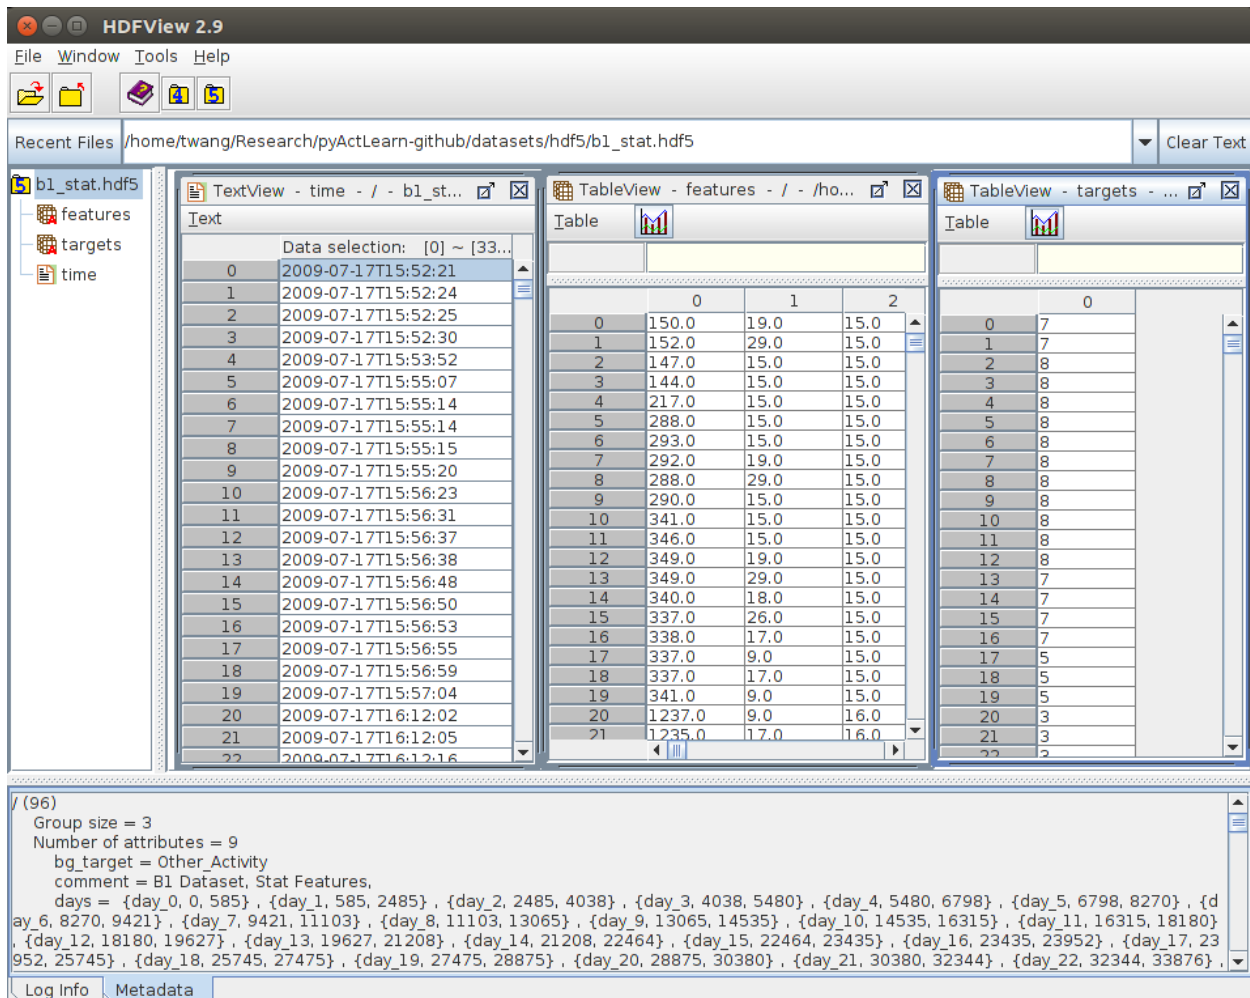 HDFView 2.9
File Window Tools Help
Recent Files /home/twang/Research/pyActLearn-github/datasets/hdf5/b1_stat.hdf5 Clear Text
b1_stat.hdf5
features
targets
time
TextView - time - / - b1_st...
Text
Data selection: [0] ~ [33...
0 2009-07-17T15:52:21
1 2009-07-17T15:52:24
2 2009-07-17T15:52:25
3 2009-07-17T15:52:30
4 2009-07-17T15:53:52
5 2009-07-17T15:55:07
6 2009-07-17T15:55:14
7 2009-07-17T15:55:14
8 2009-07-17T15:55:15
9 2009-07-17T15:55:20
10 2009-07-17T15:56:23
11 2009-07-17T15:56:31
12 2009-07-17T15:56:37
13 2009-07-17T15:56:38
14 2009-07-17T15:56:48
15 2009-07-17T15:56:50
16 2009-07-17T15:56:53
17 2009-07-17T15:56:55
18 2009-07-17T15:56:59
19 2009-07-17T15:57:04
20 2009-07-17T16:12:02
21 2009-07-17T16:12:05
22 2009-07-17T16:12:16
TableView - features - / - /ho...
Table
0 1 2
0 150.0 19.0 15.0
1 152.0 29.0 15.0
2 147.0 15.0 15.0
3 144.0 15.0 15.0
4 217.0 15.0 15.0
5 288.0 15.0 15.0
6 293.0 15.0 15.0
7 292.0 19.0 15.0
8 288.0 29.0 15.0
9 290.0 15.0 15.0
10 341.0 15.0 15.0
11 346.0 15.0 15.0
12 349.0 19.0 15.0
13 349.0 29.0 15.0
14 340.0 18.0 15.0
15 337.0 26.0 15.0
16 338.0 17.0 15.0
17 337.0 9.0 15.0
18 337.0 17.0 15.0
19 341.0 9.0 15.0
20 1237.0 9.0 16.0
21 1235.0 17.0 16.0
TableView - targets - ...
Table
0
0 7
1 7
2 8
3 8
4 8
5 8
6 8
7 8
8 8
9 8
10 8
11 8
12 8
13 7
14 7
15 7
16 7
17 5
18 5
19 5
20 3
21 3
22 3
/ (96)
Group size = 3
Number of attributes = 9
bg_target = Other_Activity
comment = B1 Dataset, Stat Features,
days = {day_0, 0, 585} , {day_1, 585, 2485} , {day_2, 2485, 4038} , {day_3, 4038, 5480} , {day_4, 5480, 6798} , {day_5, 6798, 8270} , {d
ay_6, 8270, 9421} , {day_7, 9421, 11103} , {day_8, 11103, 13065} , {day_9, 13065, 14535} , {day_10, 14535, 16315} , {day_11, 16315, 18180}
, {day_12, 18180, 19627} , {day_13, 19627, 21208} , {day_14, 21208, 22464} , {day_15, 22464, 23435} , {day_16, 23435, 23952} , {day_17, 23
952, 25745} , {day_18, 25745, 27475} , {day_19, 27475, 28875} , {day_20, 28875, 30380} , {day_21, 30380, 32344} , {day_22, 32344, 33876} ,
Log Info Metadata